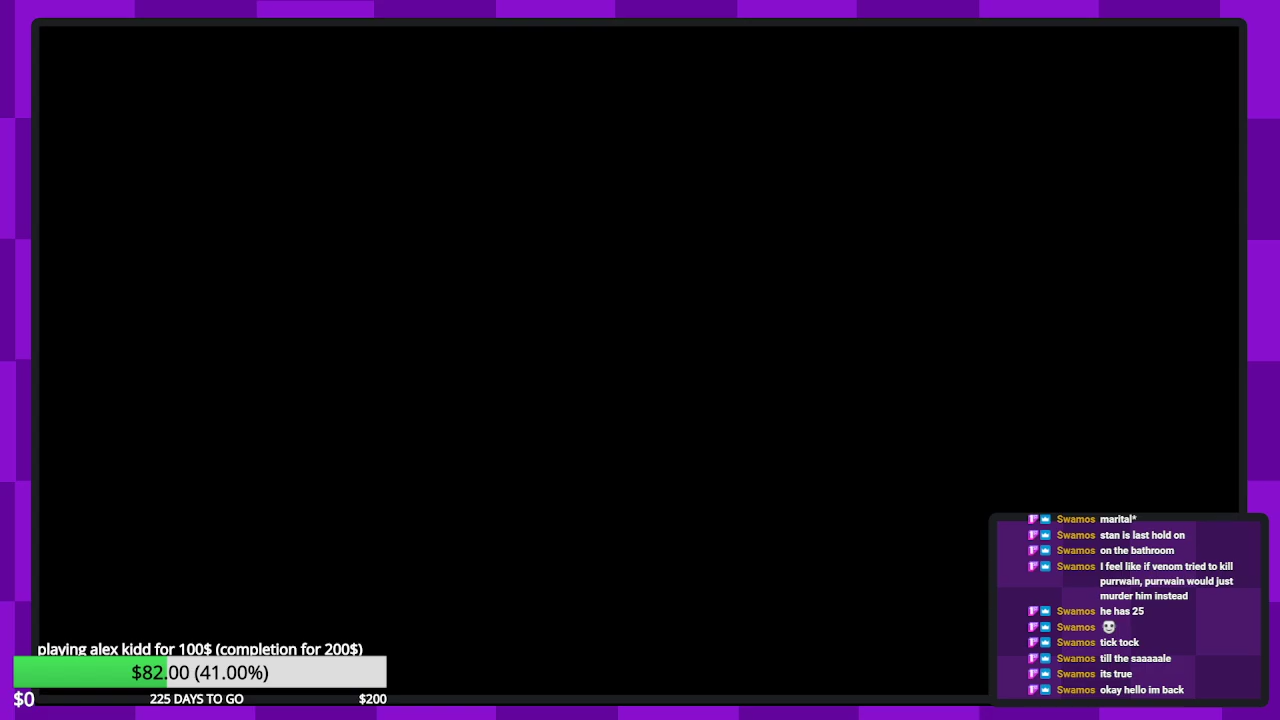 Swamos marital*
Swamos stan is last hold on
Swamos on the bathroom
Swamos I feel like if venom tried to kill
purrwain, purrwain would just
murder him instead
Swamos he has 25
Swamos
Swamos tick tock
Swamos till the saaaaale
Swamos its true
Swamos okay hello im back
playing alex kidd for 100$ (completion for 200$)
$82.00 (41.00%)
$0 225 DAYS TO GO $200